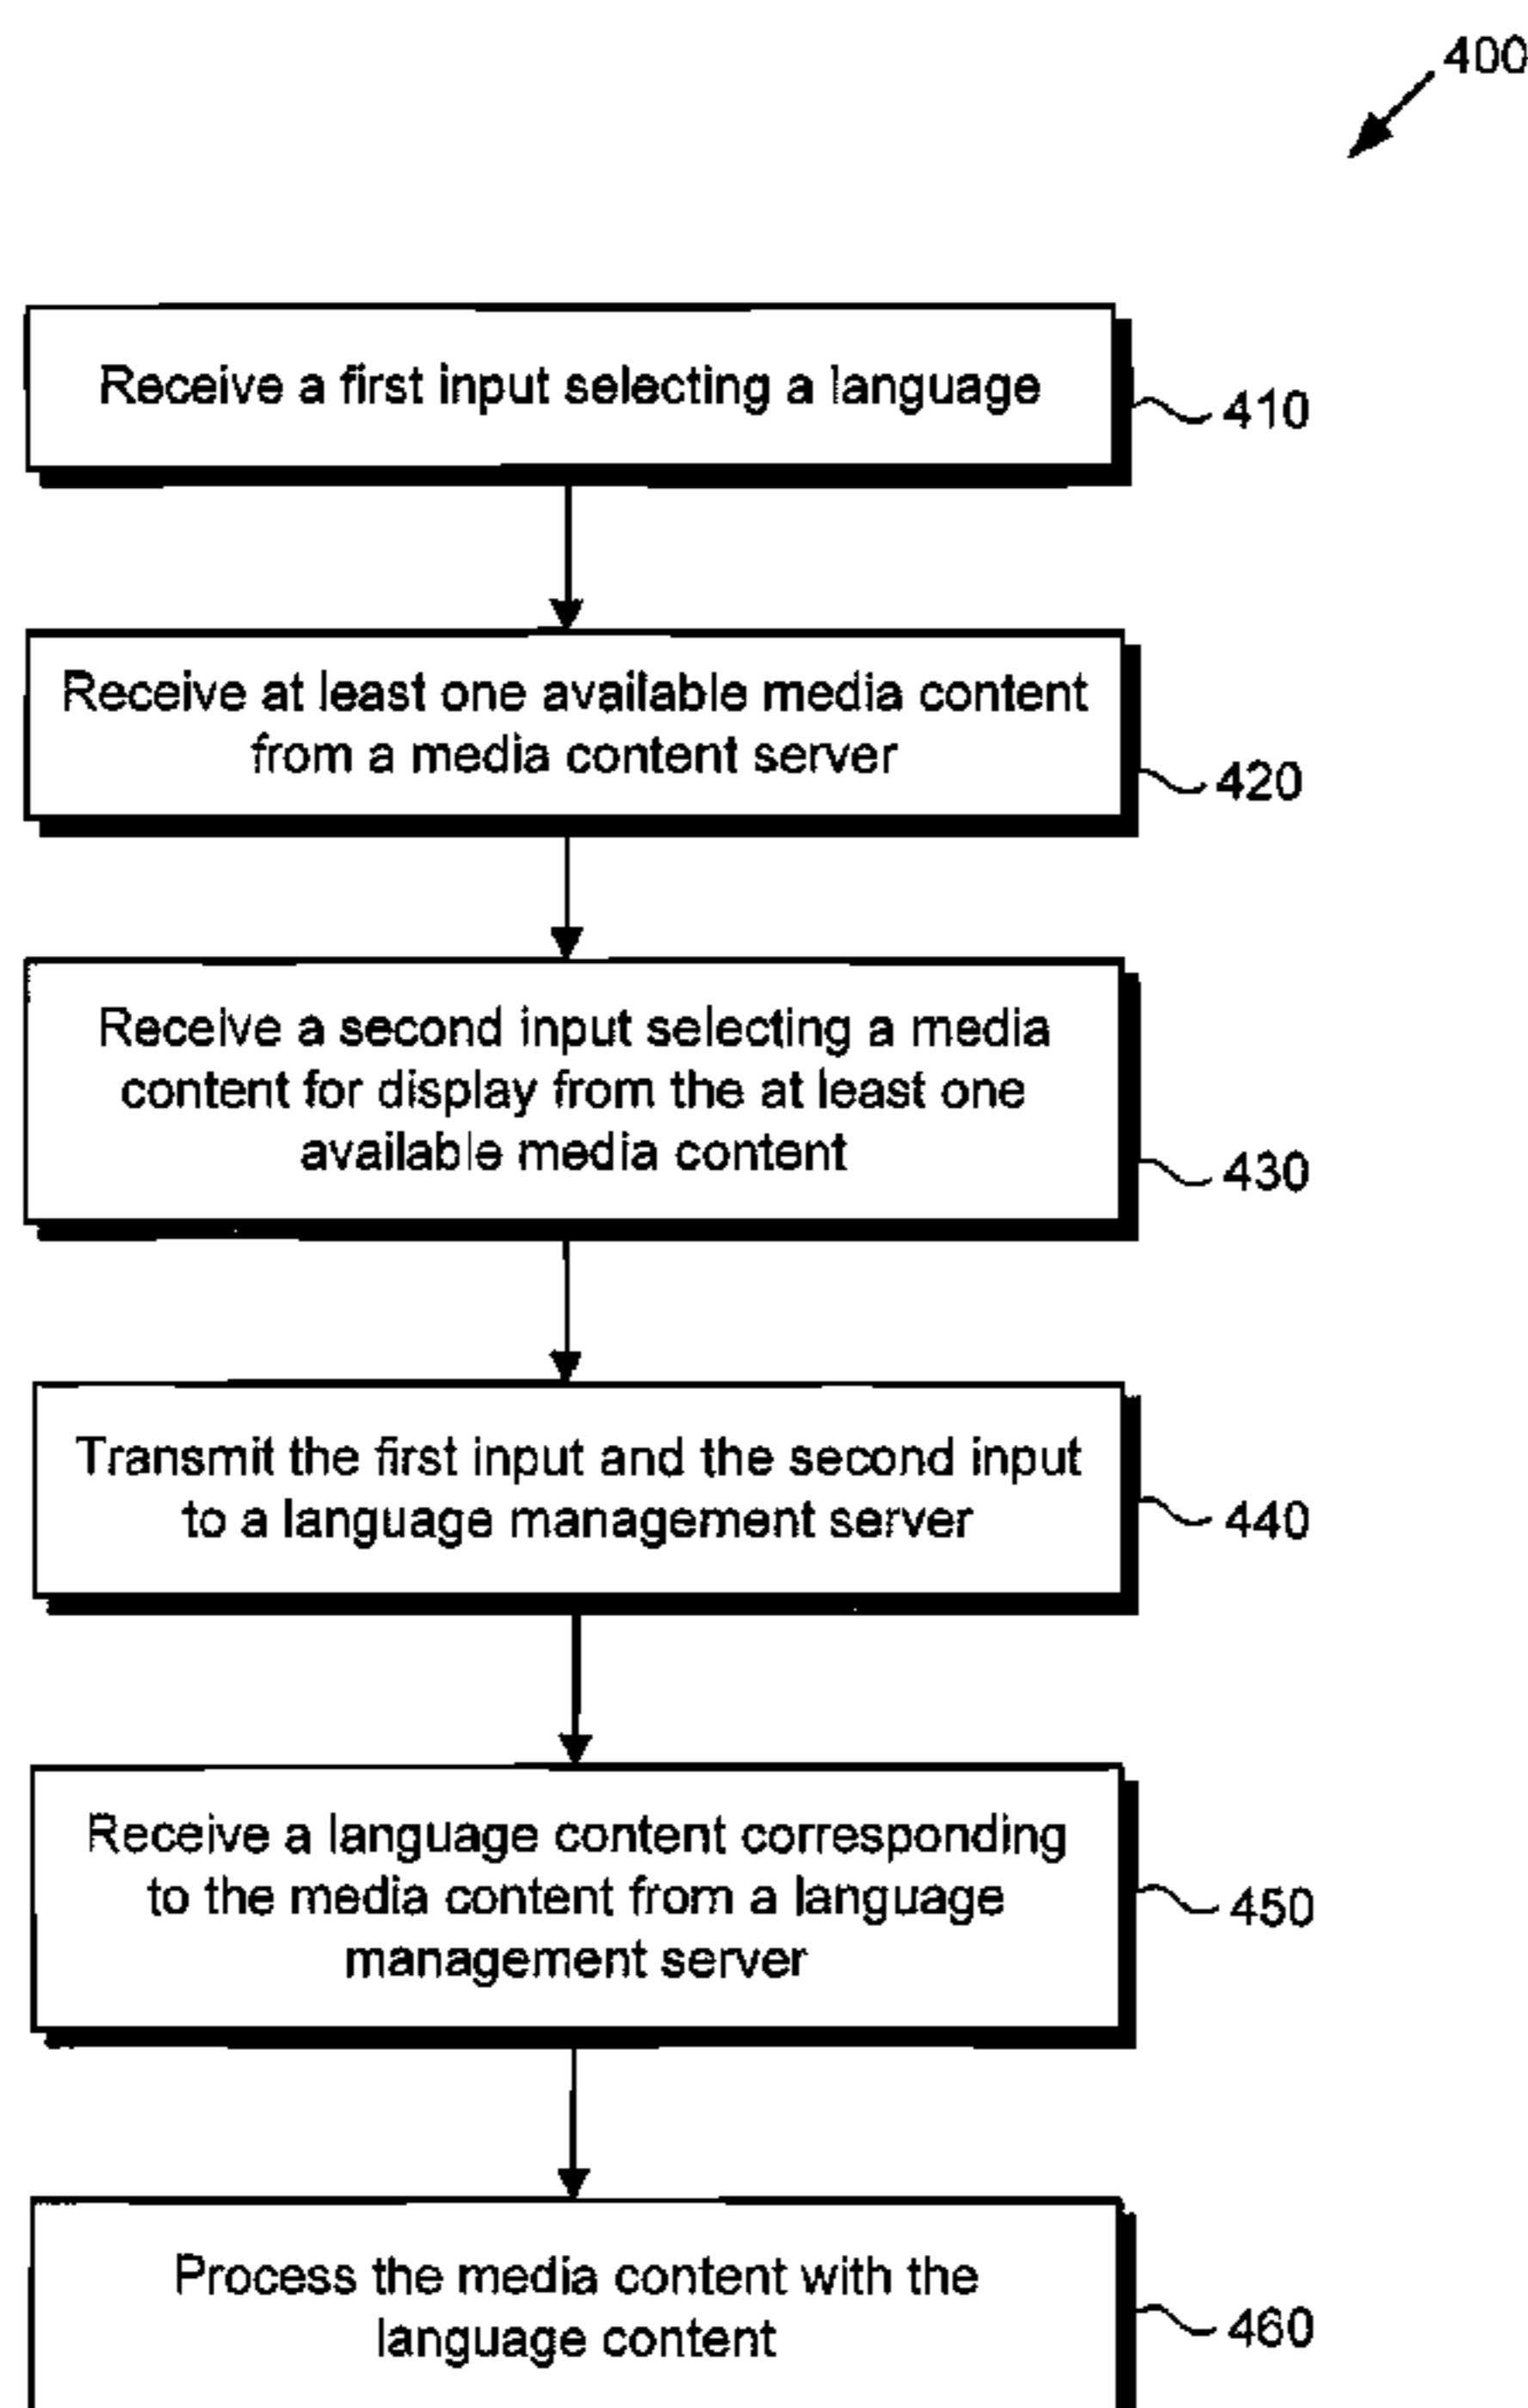 400
Receive a first input selecting a language
410
Receive at least one available media content
from a media content server
420
Receive a second input selecting a media
content for display from the at least one
available media content
430
Transmit the first input and the second input
to a language management server
440
Receive a language content corresponding
to the media content from a language
management server
450
Process the media content with the
language content
460